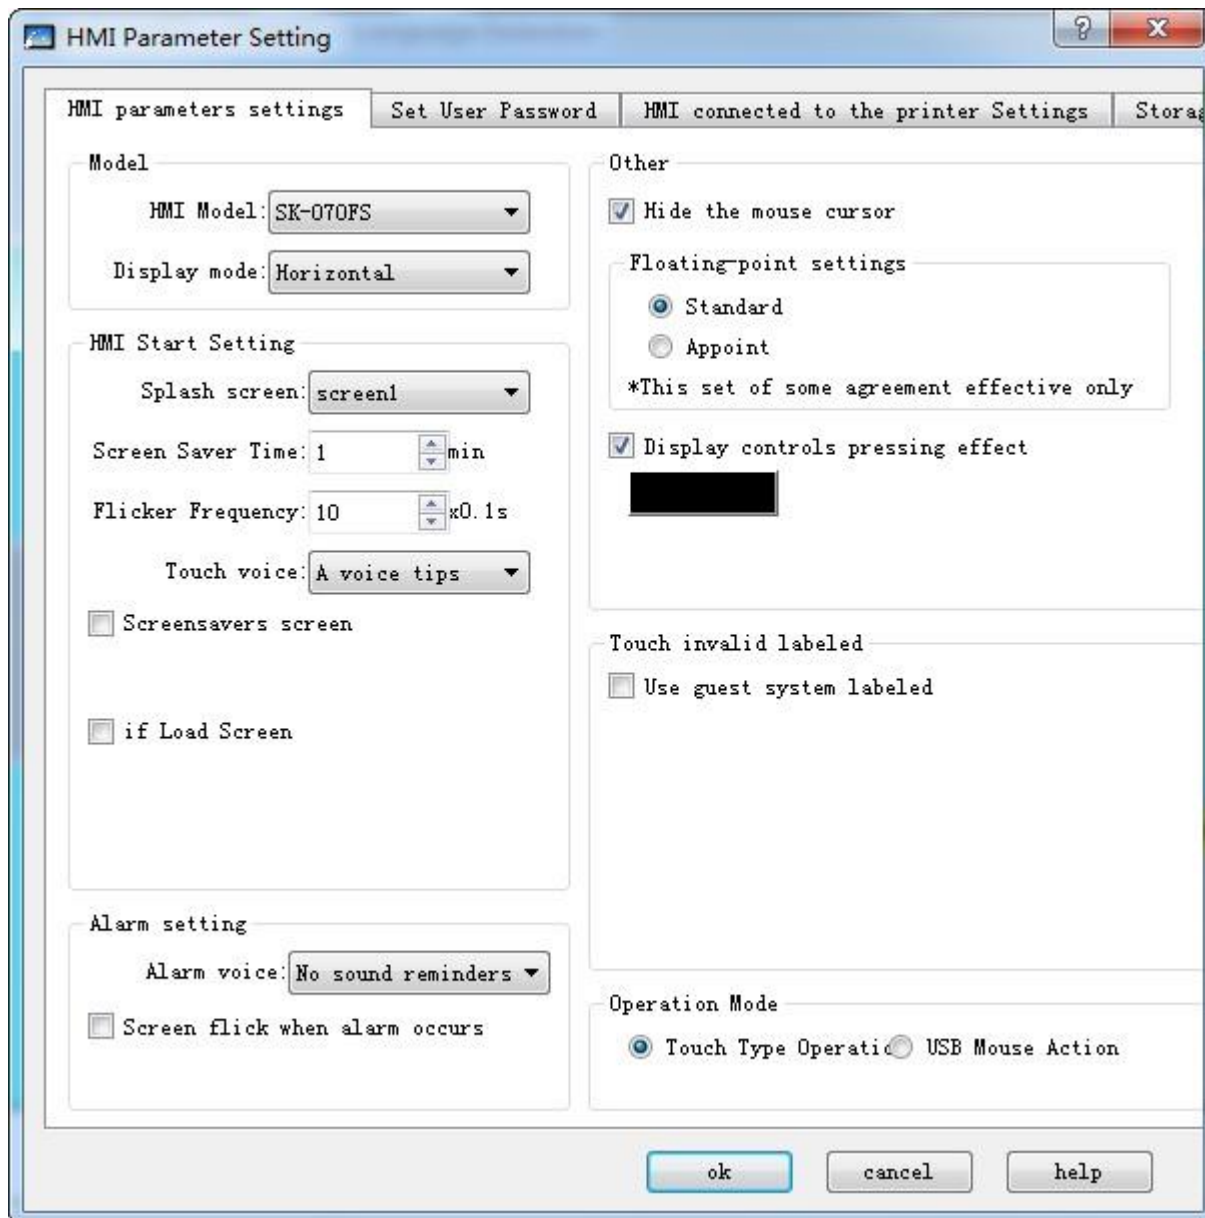 HMI Parameter Setting
HMI parameters settings
Set User Password
HMI connected to the printer Settings
Storag
Model
HMI Model: SK-070FS
Display mode: Horizontal
HMI Start Setting
Splash screen: screen1
Screen Saver Time: 1 min
Flicker Frequency: 10 x0.1s
Touch voice: A voice tips
Screensavers screen
if Load Screen
Alarm setting
Alarm voice: No sound reminders
Screen flick when alarm occurs
Other
Hide the mouse cursor
Floating-point settings
Standard
Appoint
*This set of some agreement effective only
Display controls pressing effect
Touch invalid labeled
Use guest system labeled
Operation Mode
Touch Type Operatio
USB Mouse Action
ok
cancel
help